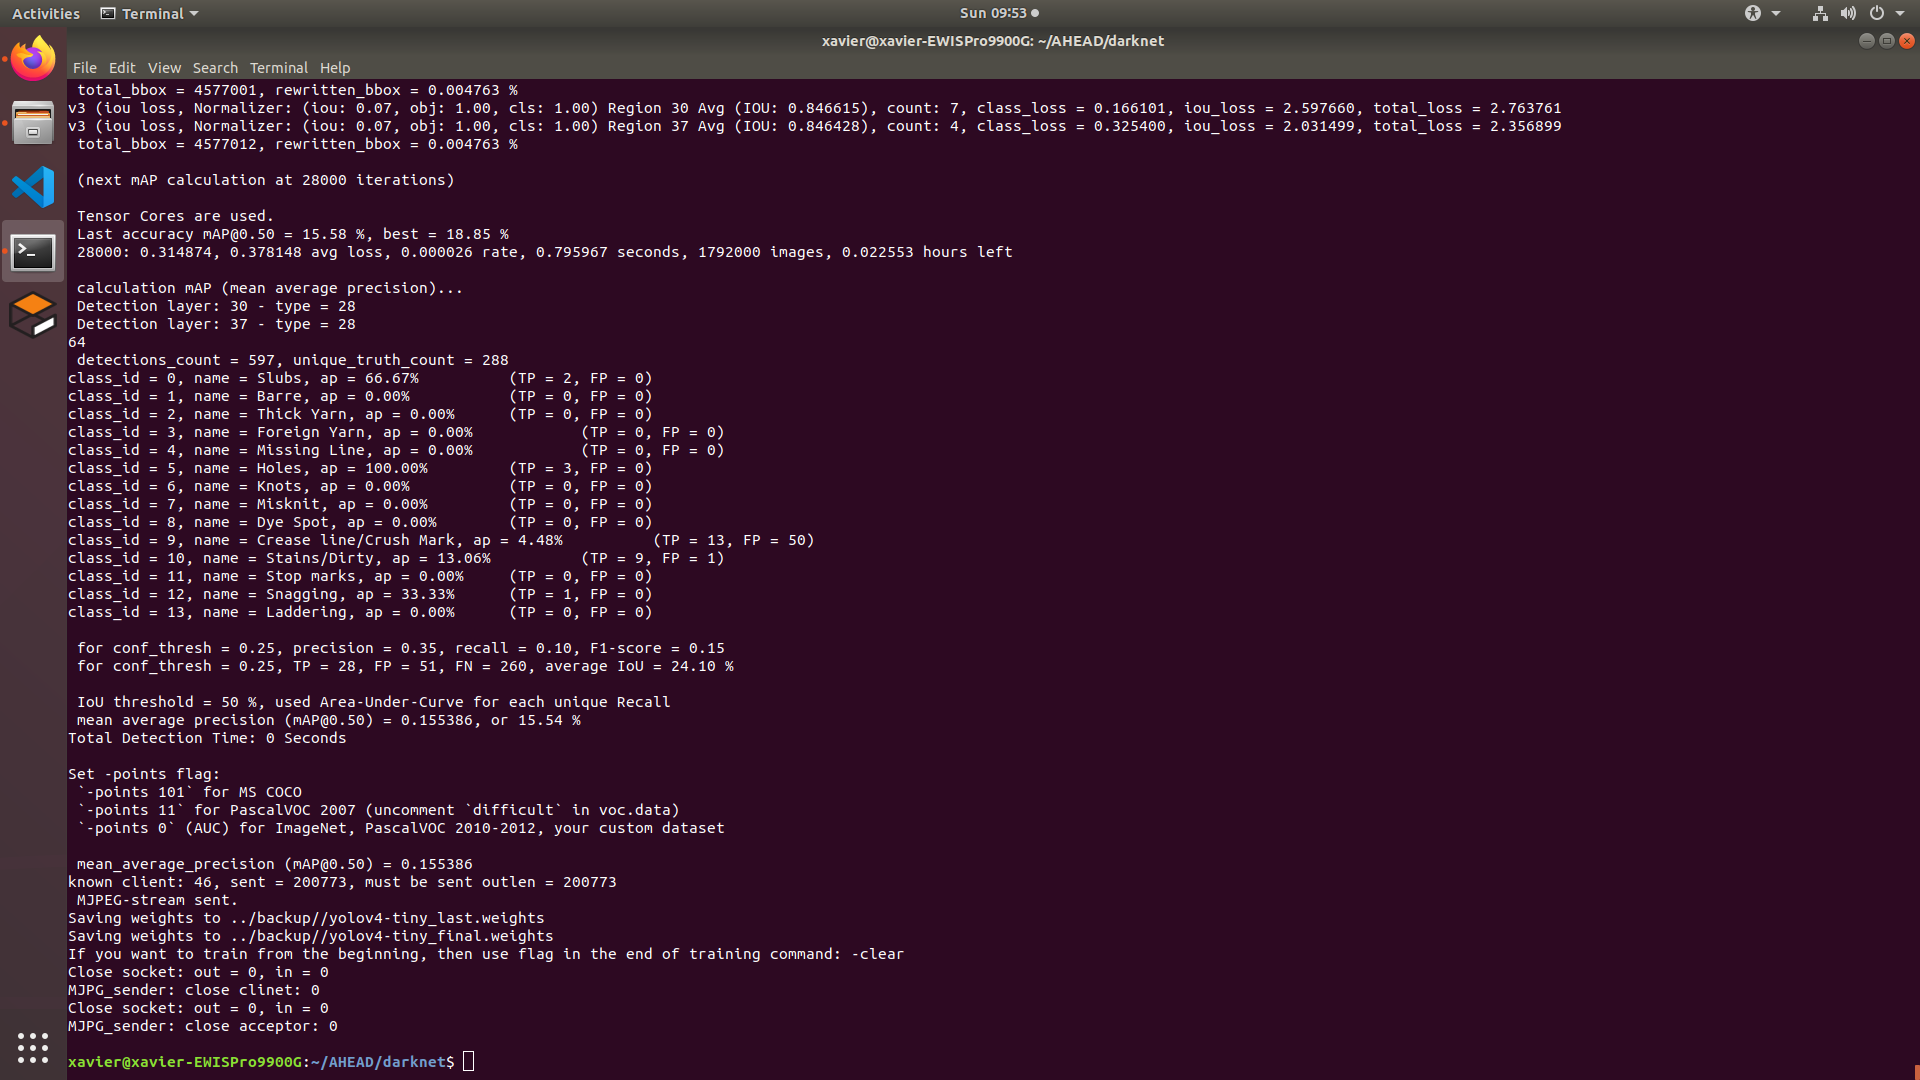 Activities Terminal Sun 09:53
xavier@xavier-EWISPro9900G: ~/AHEAD/darknet
File Edit View Search Terminal Help
total_bbox = 4577001, rewritten_bbox = 0.004763 %
v3 (iou loss, Normalizer: (iou: 0.07, obj: 1.00, cls: 1.00) Region 30 Avg (IOU: 0.846615), count: 7, class_loss = 0.166101, iou_loss = 2.597660, total_loss = 2.763761
v3 (iou loss, Normalizer: (iou: 0.07, obj: 1.00, cls: 1.00) Region 37 Avg (IOU: 0.846428), count: 4, class_loss = 0.325400, iou_loss = 2.031499, total_loss = 2.356899
total_bbox = 4577012, rewritten_bbox = 0.004763 %
(next mAP calculation at 28000 iterations)
Tensor Cores are used.
Last accuracy mAP@0.50 = 15.58 %, best = 18.85 %
28000: 0.314874, 0.378148 avg loss, 0.000026 rate, 0.795967 seconds, 1792000 images, 0.022553 hours left
calculation mAP (mean average precision)...
Detection layer: 30 - type = 28
Detection layer: 37 - type = 28
64
detections_count = 597, unique_truth_count = 288
class_id = 0, name = Slubs, ap = 66.67% (TP = 2, FP = 0)
class_id = 1, name = Barre, ap = 0.00% (TP = 0, FP = 0)
class_id = 2, name = Thick Yarn, ap = 0.00% (TP = 0, FP = 0)
class_id = 3, name = Foreign Yarn, ap = 0.00% (TP = 0, FP = 0)
class_id = 4, name = Missing Line, ap = 0.00% (TP = 0, FP = 0)
class_id = 5, name = Holes, ap = 100.00% (TP = 3, FP = 0)
class_id = 6, name = Knots, ap = 0.00% (TP = 0, FP = 0)
class_id = 7, name = Misknit, ap = 0.00% (TP = 0, FP = 0)
class_id = 8, name = Dye Spot, ap = 0.00% (TP = 0, FP = 0)
class_id = 9, name = Crease line/Crush Mark, ap = 4.48% (TP = 13, FP = 50)
class_id = 10, name = Stains/Dirty, ap = 13.06% (TP = 9, FP = 1)
class_id = 11, name = Stop marks, ap = 0.00% (TP = 0, FP = 0)
class_id = 12, name = Snagging, ap = 33.33% (TP = 1, FP = 0)
class_id = 13, name = Laddering, ap = 0.00% (TP = 0, FP = 0)
for conf_thresh = 0.25, precision = 0.35, recall = 0.10, F1-score = 0.15
for conf_thresh = 0.25, TP = 28, FP = 51, FN = 260, average IoU = 24.10 %
IoU threshold = 50 %, used Area-Under-Curve for each unique Recall
mean average precision (mAP@0.50) = 0.155386, or 15.54 %
Total Detection Time: 0 Seconds
Set -points flag:
`-points 101` for MS COCO
`-points 11` for PascalVOC 2007 (uncomment `difficult` in voc.data)
`-points 0` (AUC) for ImageNet, PascalVOC 2010-2012, your custom dataset
mean_average_precision (mAP@0.50) = 0.155386
known client: 46, sent = 200773, must be sent outlen = 200773
MJPEG-stream sent.
Saving weights to ../backup//yolov4-tiny_last.weights
Saving weights to ../backup//yolov4-tiny_final.weights
If you want to train from the beginning, then use flag in the end of training command: -clear
Close socket: out = 0, in = 0
MJPG_sender: close clinet: 0
Close socket: out = 0, in = 0
MJPG_sender: close acceptor: 0
xavier@xavier-EWISPro9900G:~/AHEAD/darknet$